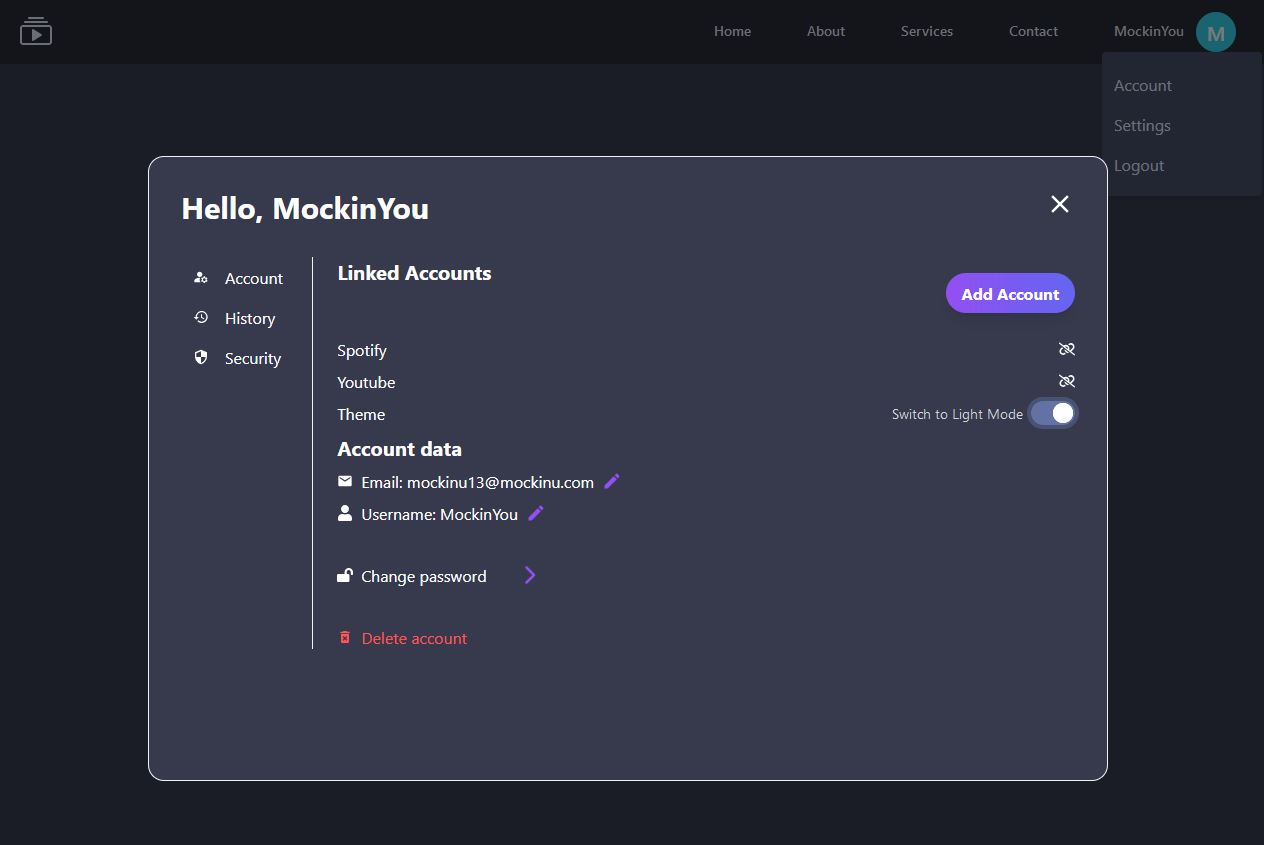 Home About Services Contact MockinYou M
Account
Settings
Logout
Hello, MockinYou
Account
History
Security
Linked Accounts
Add Account
Spotify
Youtube
Theme Switch to Light Mode
Account data
Email: mockinu13@mockinu.com
Username: MockinYou
Change password
Delete account